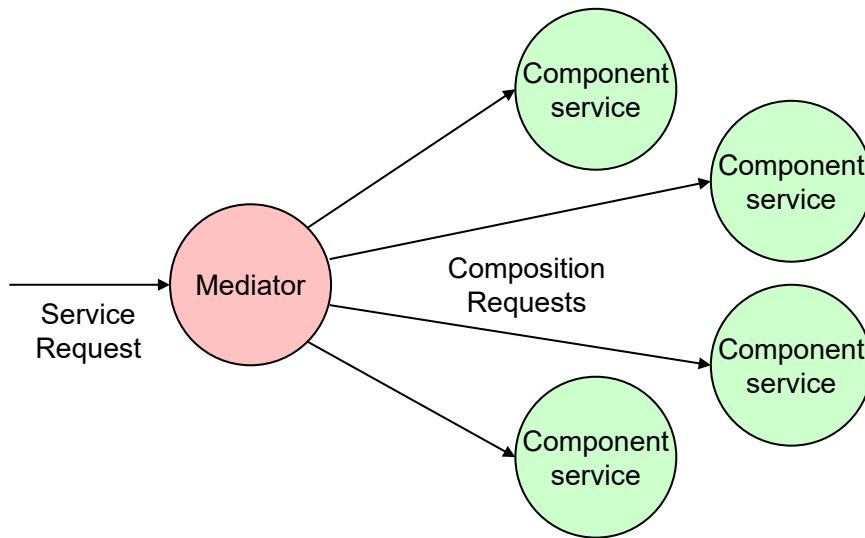 Component
service
Component
service
Mediator
Composition
Requests
Service
Request
Component
service
Component
service